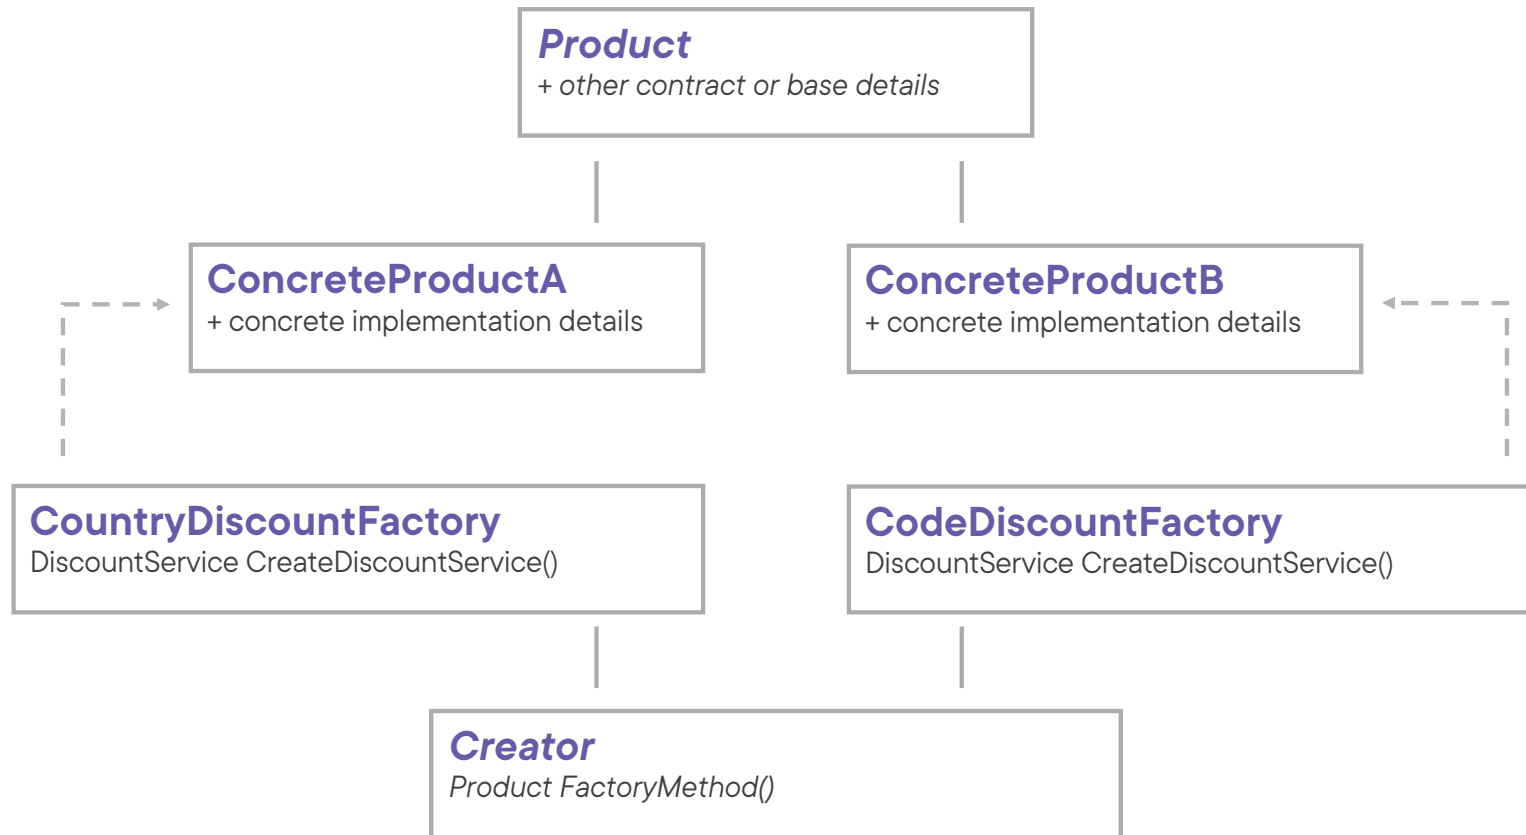 Product
+ other contract or base details
ConcreteProductA
+ concrete implementation details
ConcreteProductB
+ concrete implementation details
CountryDiscountFactory
DiscountService CreateDiscountService()
CodeDiscountFactory
DiscountService CreateDiscountService()
Creator
Product FactoryMethod()